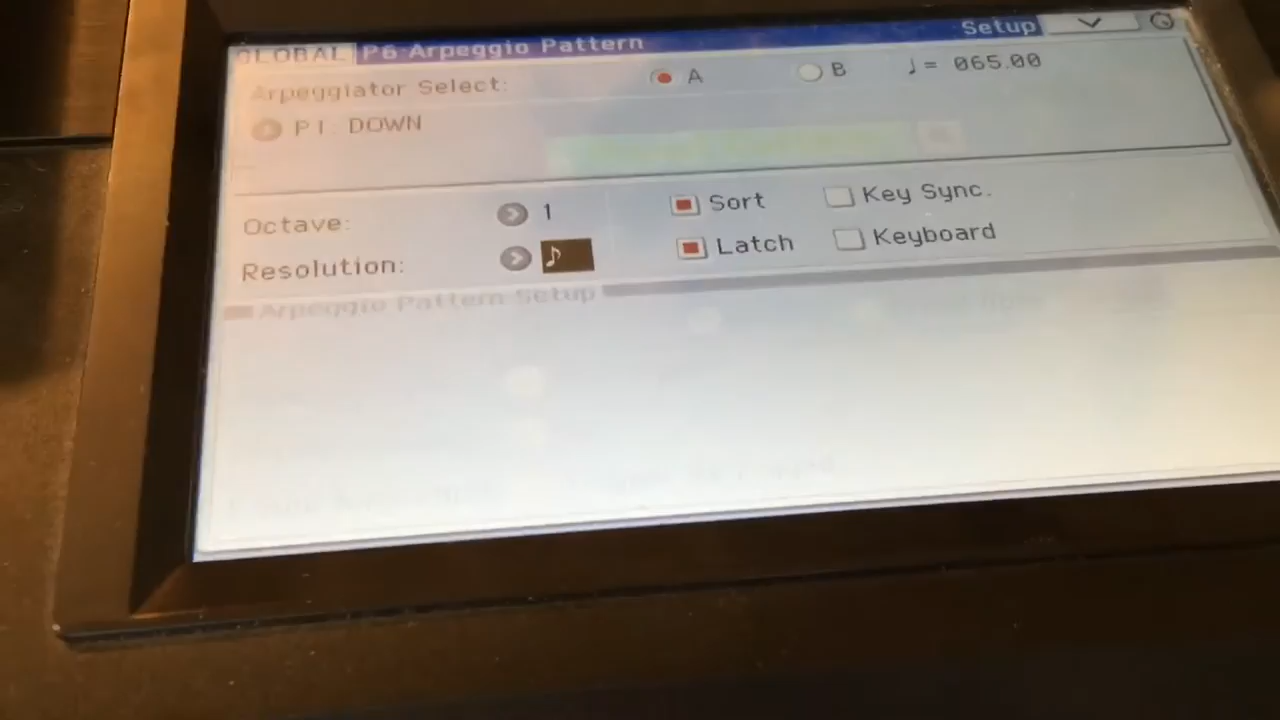 GLOBAL P6:Arpeggio Pattern Setup
Arpeggiator Select: A B ♩= 065.00
P1: DOWN
Octave: 1 Sort Key Sync.
Resolution: ♪ Latch Keyboard
Arpeggio Pattern Setup